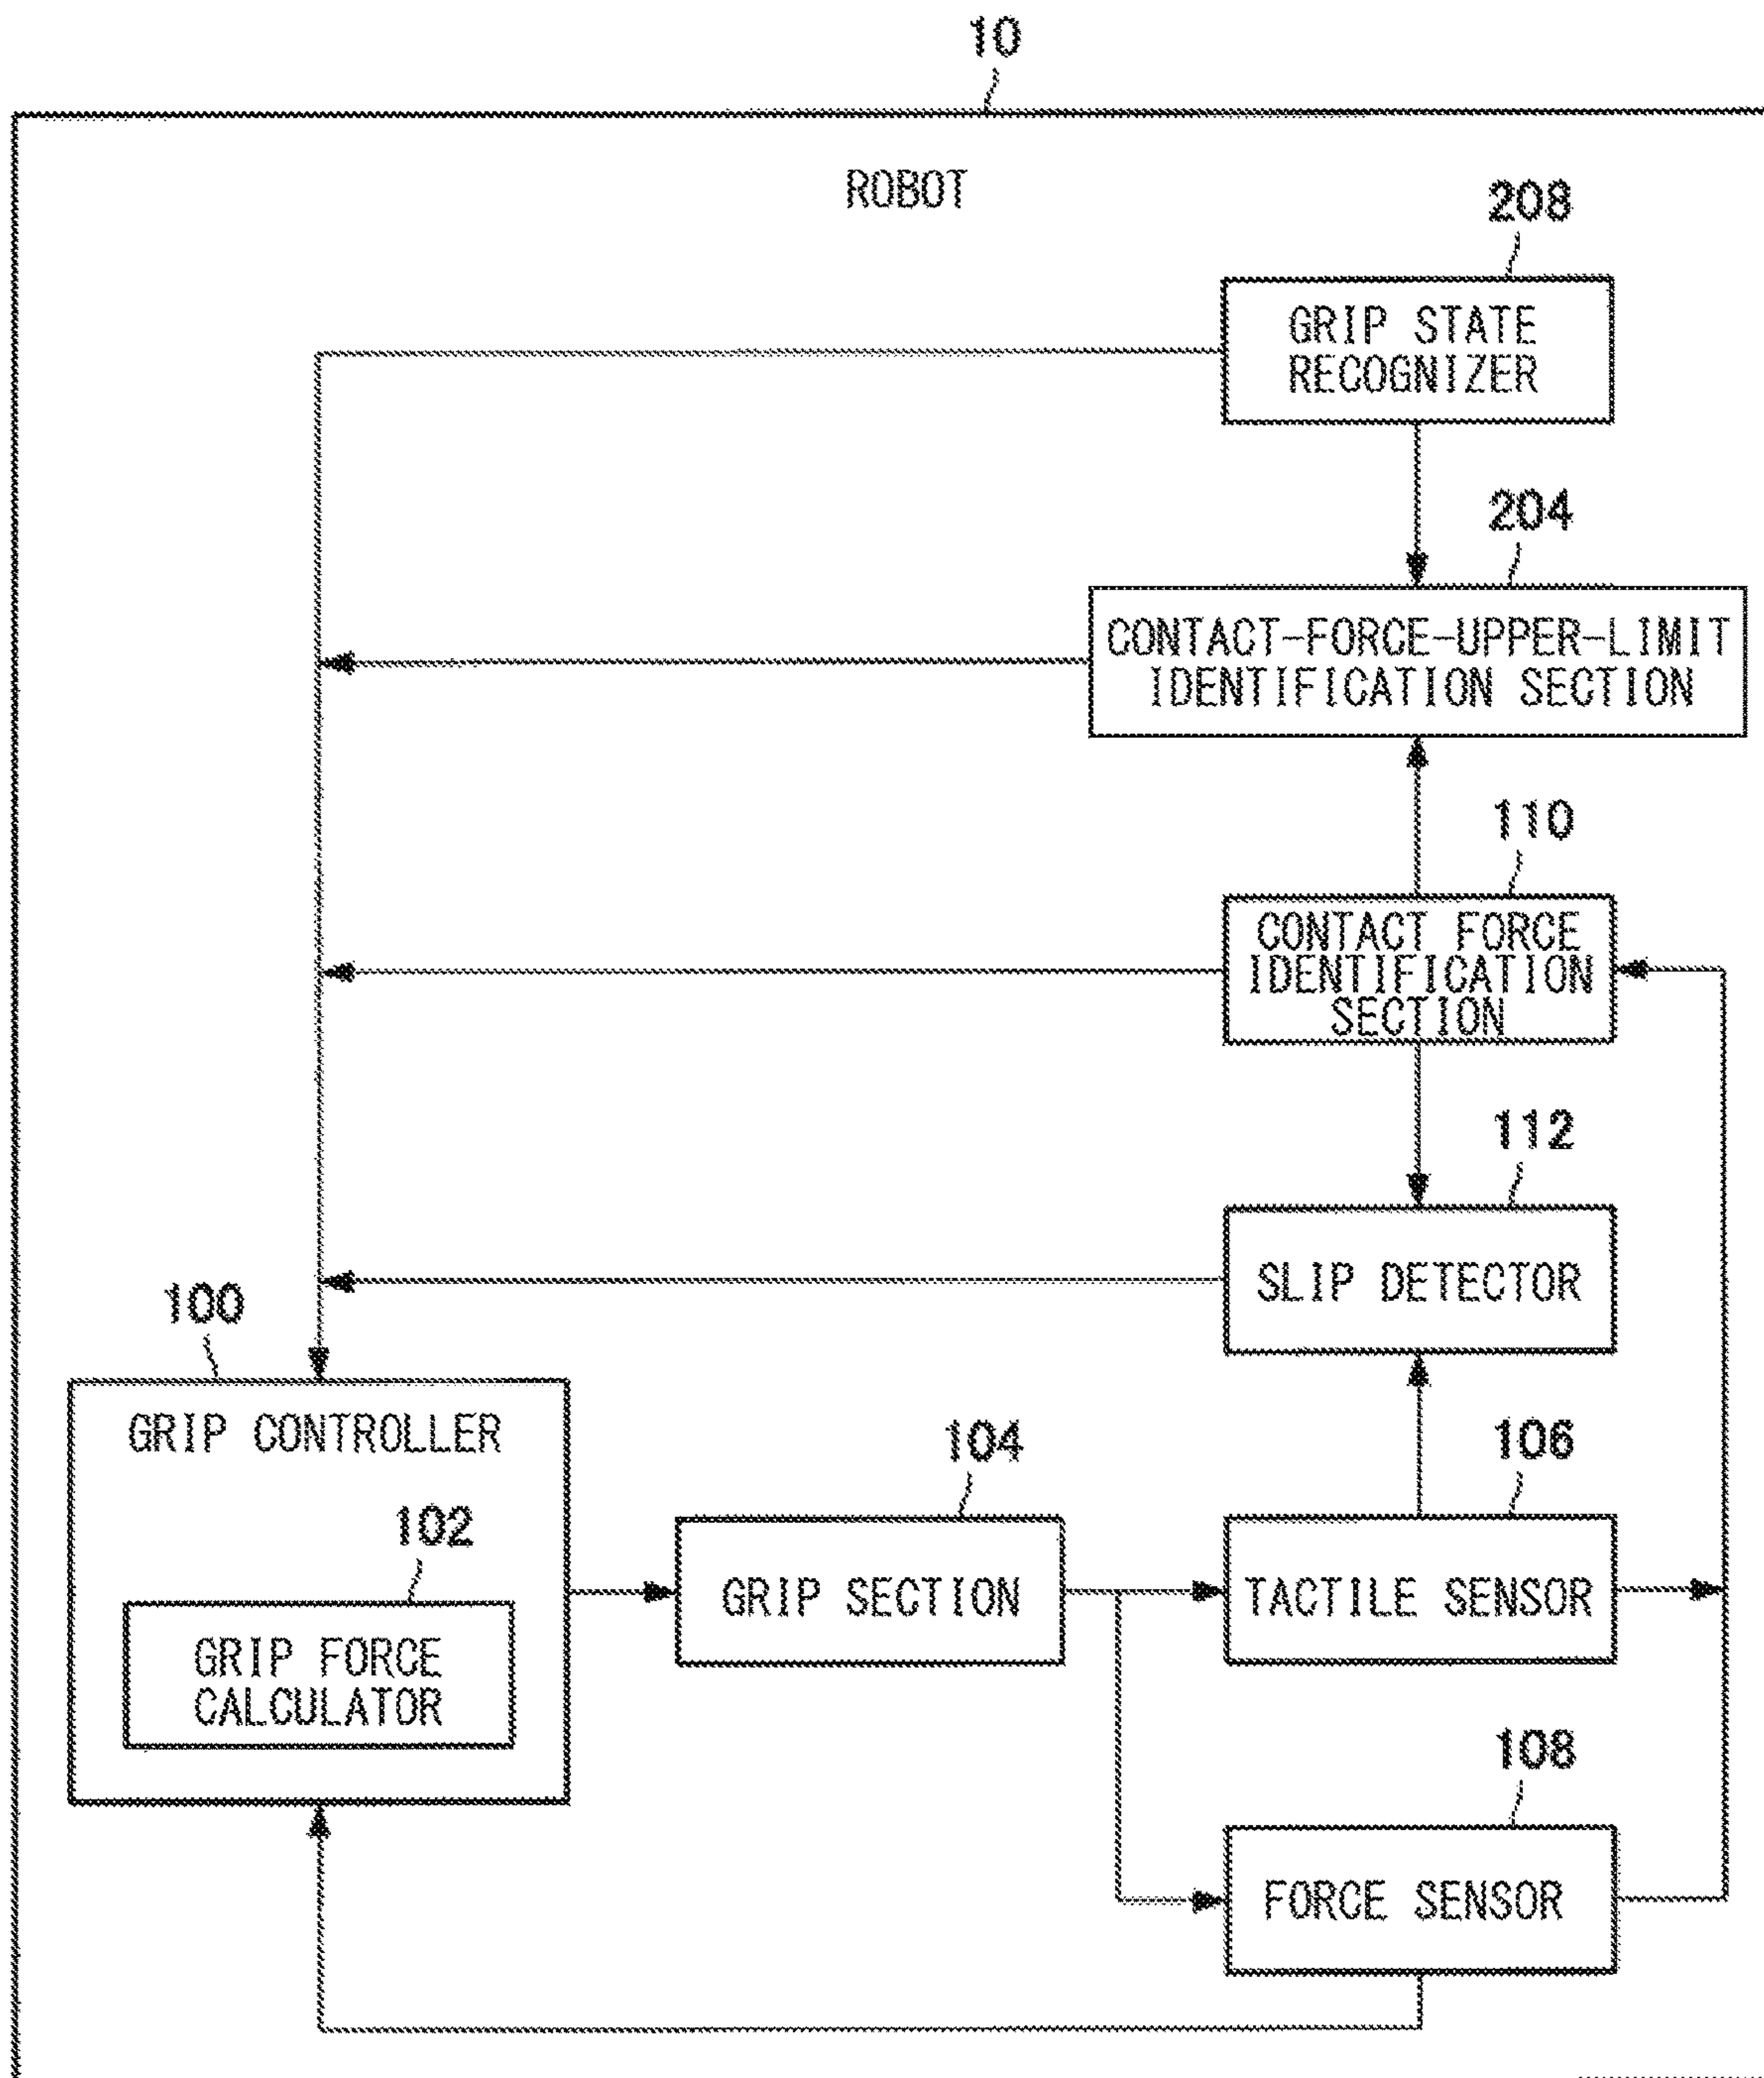 10
ROBOT
208
GRIP STATE
RECOGNIZER
204
CONTACT-FORCE-UPPER-LIMIT
IDENTIFICATION SECTION
110
CONTACT FORCE
IDENTIFICATION
SECTION
112
SLIP DETECTOR
100
GRIP CONTROLLER
102
GRIP FORCE
CALCULATOR
104
GRIP SECTION
106
TACTILE SENSOR
108
FORCE SENSOR